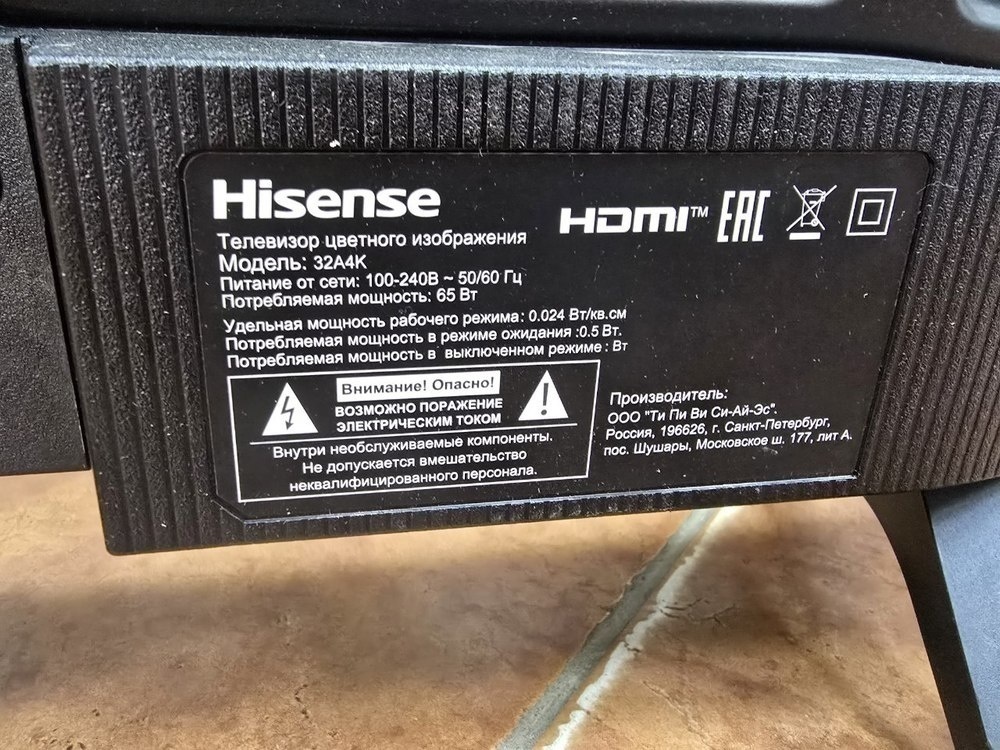 Hisense
HDMI™ EAC
Телевизор цветного изображения
Модель: 32A4K
Питание от сети: 100-240В ~ 50/60 Гц
Потребляемая мощность: 65 Вт
Удельная мощность рабочего режима: 0.024 Вт/кв.см
Потребляемая мощность в режиме ожидания :0.5 Вт.
Потребляемая мощность в выключенном режиме : Вт
Внимание! Опасно!
ВОЗМОЖНО ПОРАЖЕНИЕ
ЭЛЕКТРИЧЕСКИМ ТОКОМ
Внутри необслуживаемые компоненты.
Не допускается вмешательство
неквалифицированного персонала.
Производитель:
ООО "Ти Пи Ви Си-Ай-Эс".
Россия, 196626, г. Санкт-Петербург,
пос. Шушары, Московское ш. 177, лит А.